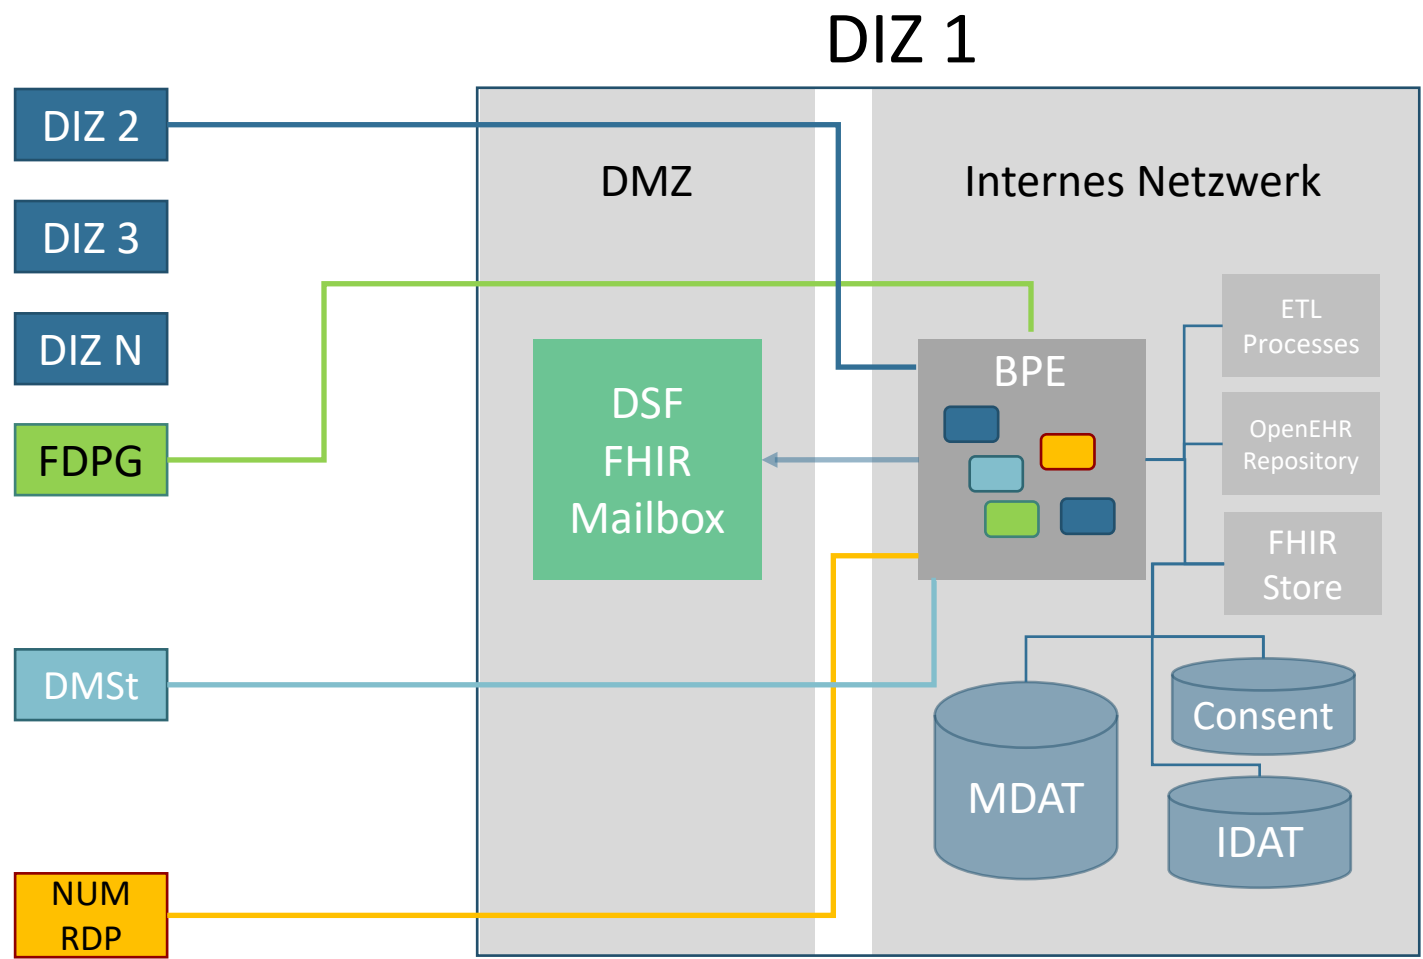 DIZ 1
DIZ 2
DIZ 3
DIZ N
FDPG
DMSt
NUM
RDP
DMZ
DSF
FHIR
Mailbox
Internes Netzwerk
BPE
ETL
Processes
OpenEHR
Repository
FHIR
Store
Consent
MDAT
IDAT